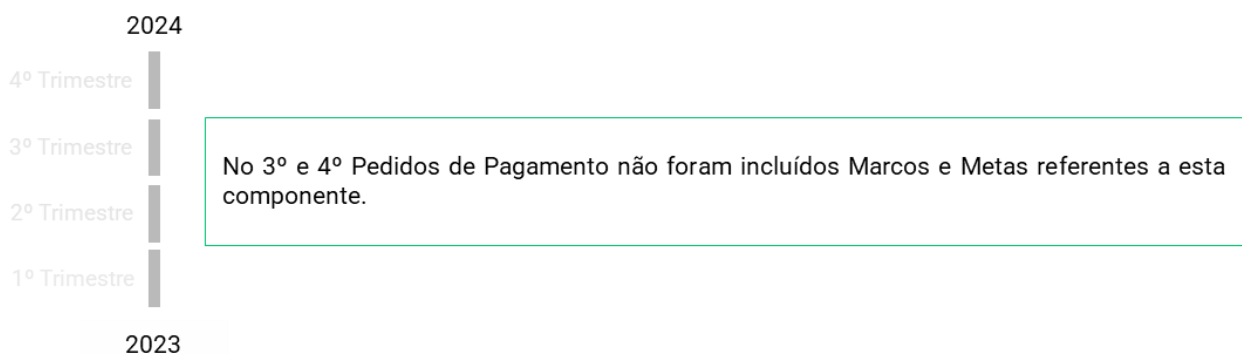 2024
4º Trimestre
3º Trimestre
No 3º e 4º Pedidos de Pagamento não foram incluídos Marcos e Metas referentes a esta
componente.
2º Trimestre
1º Trimestre
2023